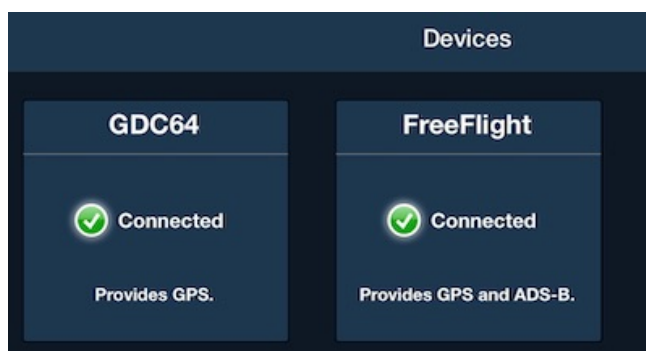 Devices
GDC64
Connected
Provides GPS.
FreeFlight
Connected
Provides GPS and ADS-B.